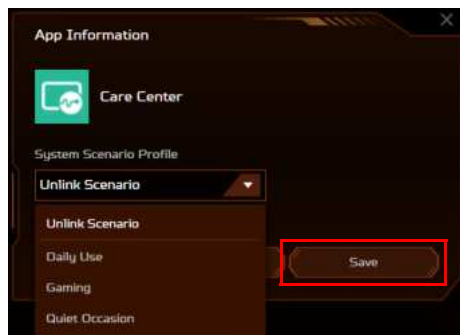 App Information
Care Center
System Scenario Profile
Unlink Scenario
Unlink Scenario
Daily Use
Save
Gaming
Quiet Occasion